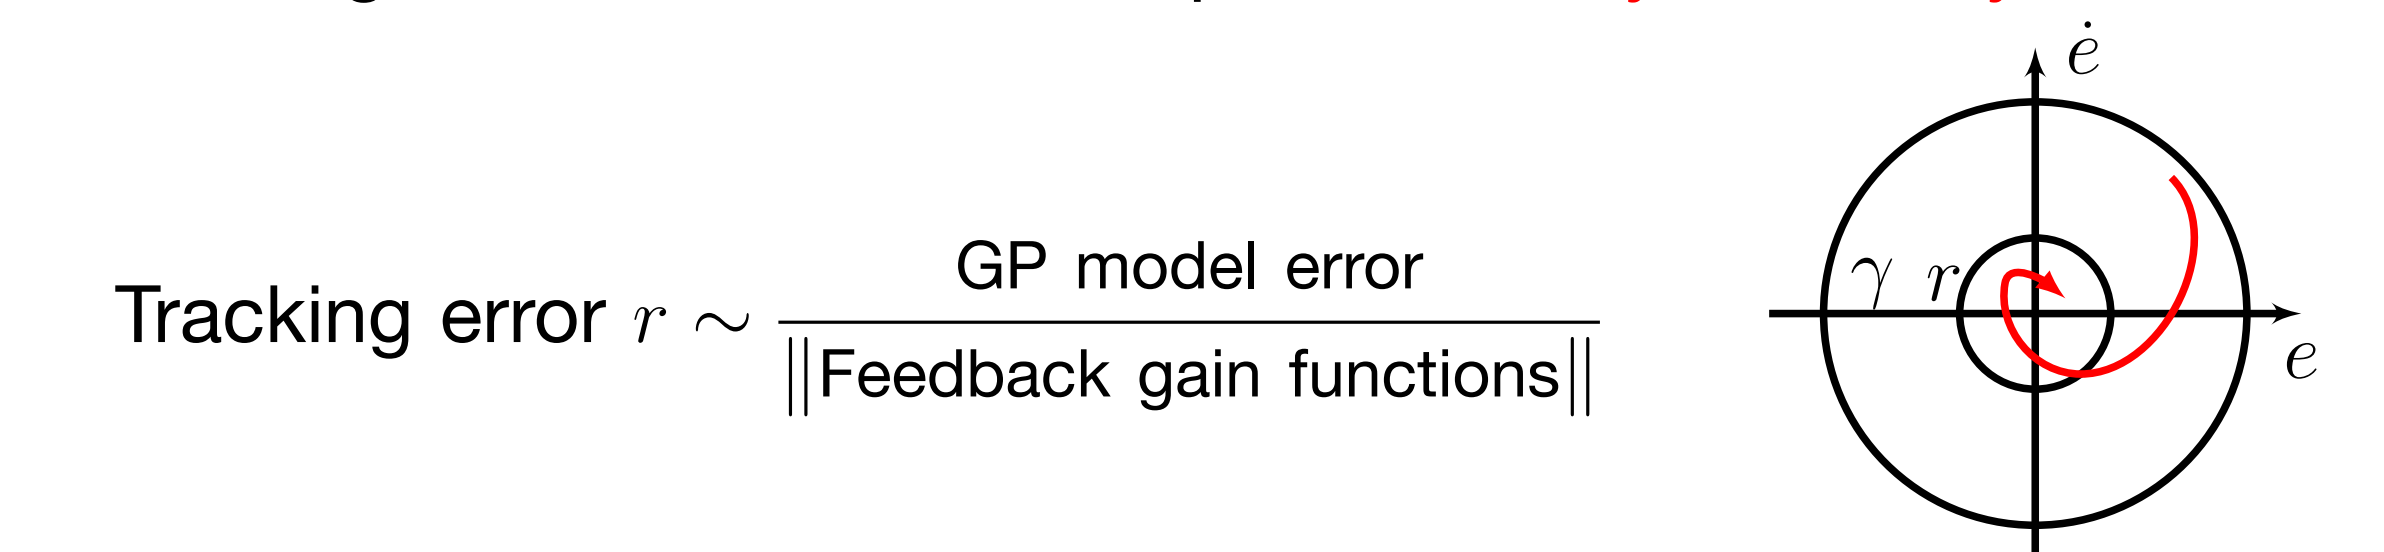 ė
GP model error
Tracking error r ∼
‖Feedback gain functions‖
γ r
e